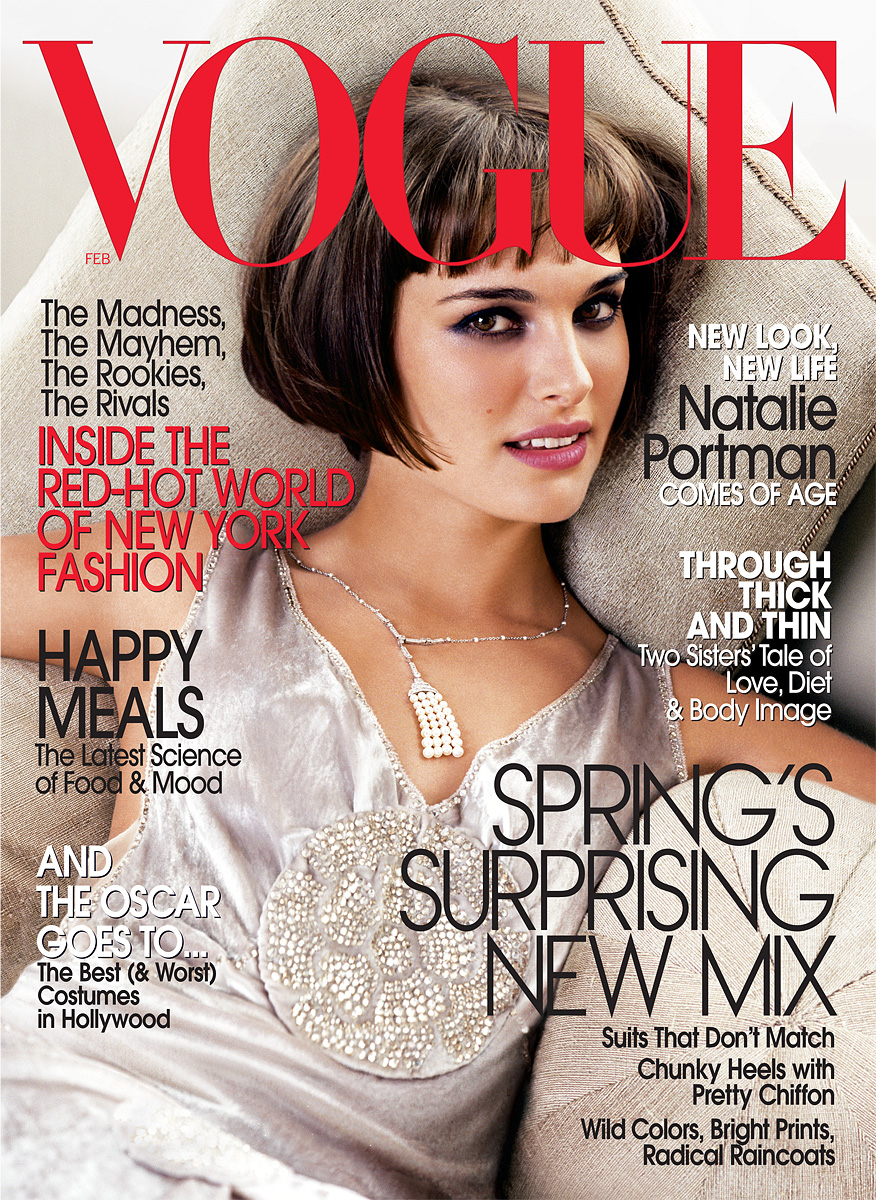 VOGUE
FEB
The Madness,
The Mayhem,
The Rookies,
The Rivals
INSIDE THE
RED-HOT WORLD
OF NEW YORK
FASHION
HAPPY
MEALS
The Latest Science
of Food & Mood
AND
THE OSCAR
GOES TO...
The Best (& Worst)
Costumes
in Hollywood
NEW LOOK,
NEW LIFE
Natalie
Portman
COMES OF AGE
THROUGH
THICK
AND THIN
Two Sisters' Tale of
Love, Diet
& Body Image
SPRING'S
SURPRISING
NEW MIX
Suits That Don't Match
Chunky Heels with
Pretty Chiffon
Wild Colors, Bright Prints,
Radical Raincoats